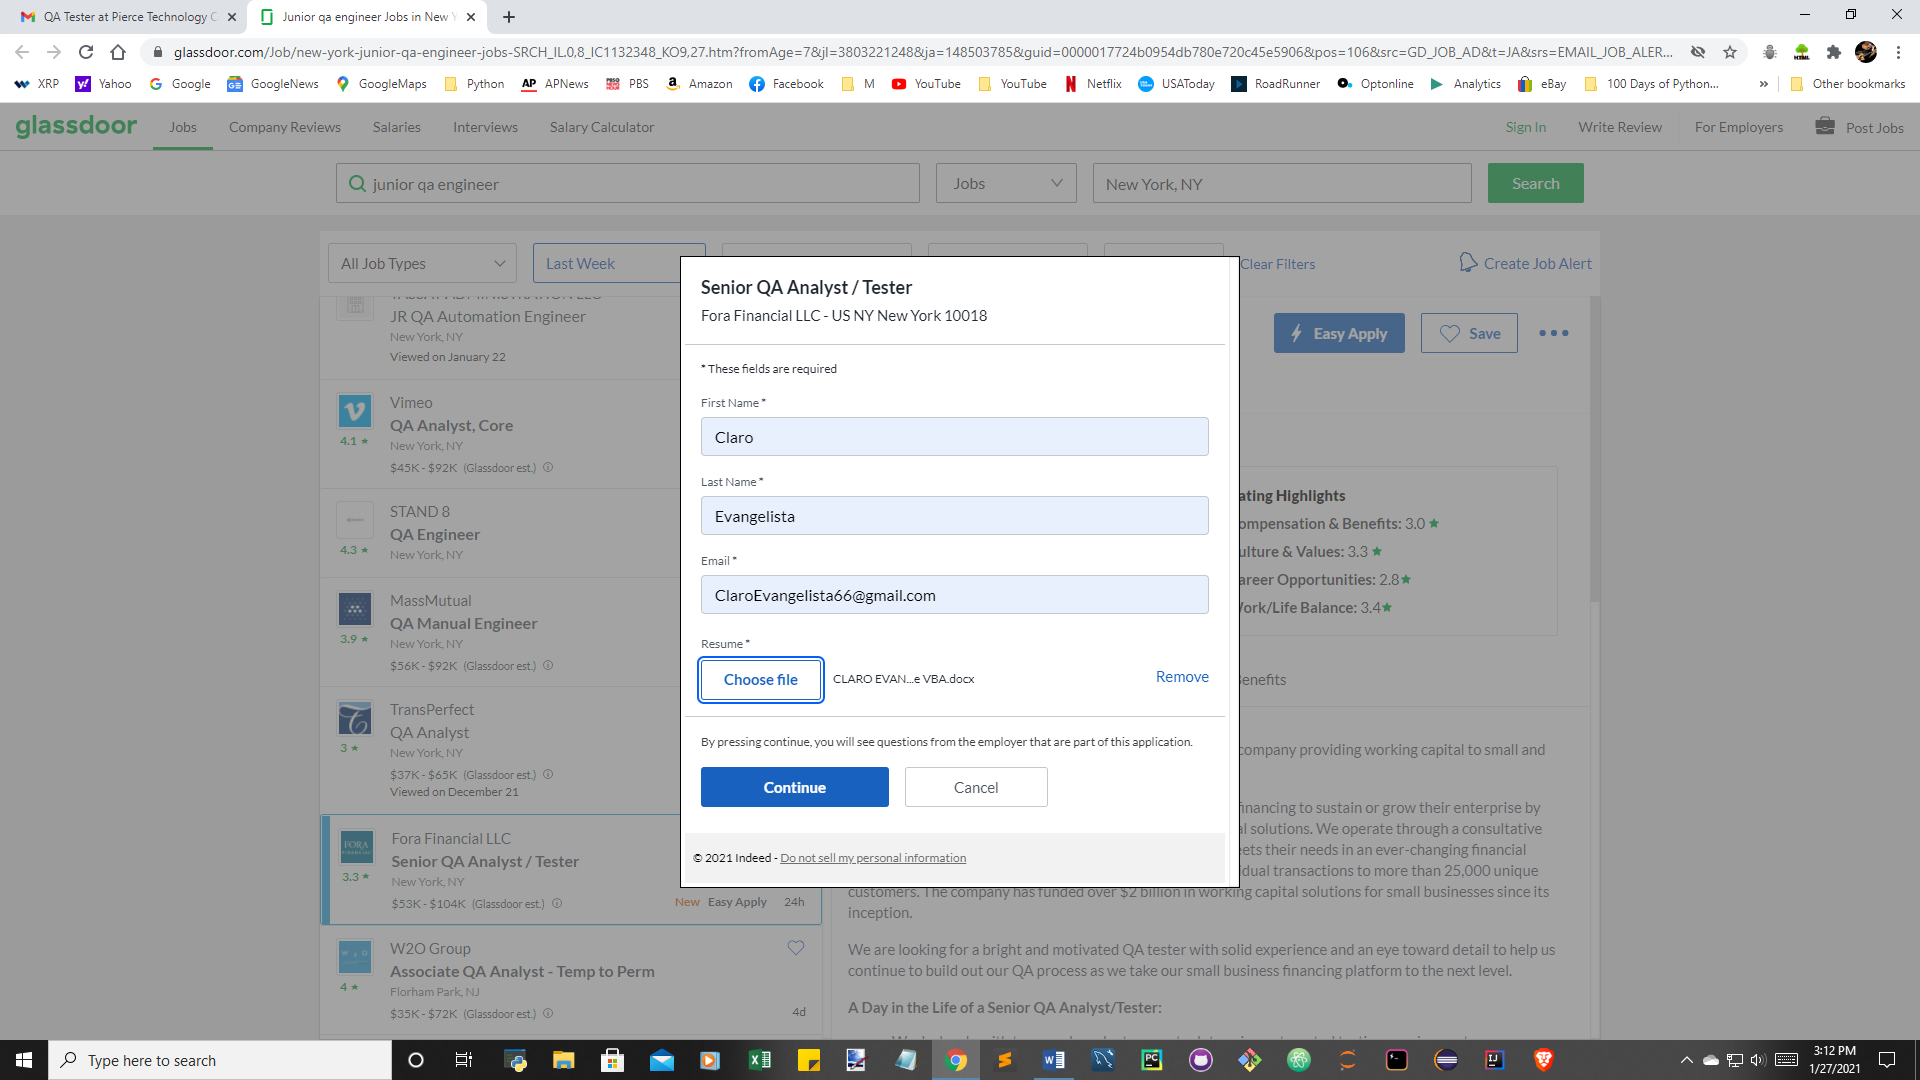 QA Tester at Pierce Technology C
Junior qa engineer Jobs in New Y
glassdoor.com/Job/new-york-junior-qa-engineer-jobs-SRCH_IL.0,8_IC1132348_KO9,27.htm?fromAge=7&jl=3803221248&ja=148503785&guid=0000017724b0954db780e720c45e5906&pos=106&src=GD_JOB_AD&t=JA&srs=EMAIL_JOB_ALER...
XRP Yahoo Google GoogleNews GoogleMaps Python APNews PBS Amazon Facebook M YouTube YouTube Netflix USAToday RoadRunner Optonline Analytics eBay 100 Days of Python... » Other bookmarks
glassdoor Jobs Company Reviews Salaries Interviews Salary Calculator Sign In Write Review For Employers Post Jobs
junior qa engineer Jobs New York, NY Search
All Job Types Last Week Clear Filters Create Job Alert
JR QA Automation Engineer
New York, NY
Viewed on January 22
Vimeo
QA Analyst, Core
New York, NY
4.1 ★
$45K - $92K (Glassdoor est.)
STAND 8
QA Engineer
New York, NY
4.3 ★
MassMutual
QA Manual Engineer
New York, NY
3.9 ★
$56K - $92K (Glassdoor est.)
TransPerfect
QA Analyst
New York, NY
3 ★
$37K - $65K (Glassdoor est.)
Viewed on December 21
FORA
Fora Financial LLC
Senior QA Analyst / Tester
New York, NY
3.3 ★
$53K - $104K (Glassdoor est.)
New Easy Apply 24h
W2O
W2O Group
Associate QA Analyst - Temp to Perm
Florham Park, NJ
4 ★
$35K - $72K (Glassdoor est.)
4d
Senior QA Analyst / Tester
Fora Financial LLC - US NY New York 10018
* These fields are required
First Name *
Claro
Last Name *
Evangelista
Email *
ClaroEvangelista66@gmail.com
Resume *
Choose file CLARO EVAN...e VBA.docx Remove
By pressing continue, you will see questions from the employer that are part of this application.
Continue Cancel
© 2021 Indeed - Do not sell my personal information
Easy Apply Save
ating Highlights
ompensation & Benefits: 3.0 ★
ulture & Values: 3.3 ★
areer Opportunities: 2.8 ★
Work/Life Balance: 3.4 ★
Benefits
company providing working capital to small and
financing to sustain or grow their enterprise by
al solutions. We operate through a consultative
eets their needs in an ever-changing financial
idual transactions to more than 25,000 unique
customers. The company has funded over $2 billion in working capital solutions for small businesses since its
inception.
We are looking for a bright and motivated QA tester with solid experience and an eye toward detail to help us
continue to build out our QA process as we take our small business financing platform to the next level.
A Day in the Life of a Senior QA Analyst/Tester:
Type here to search
3:12 PM
1/27/2021